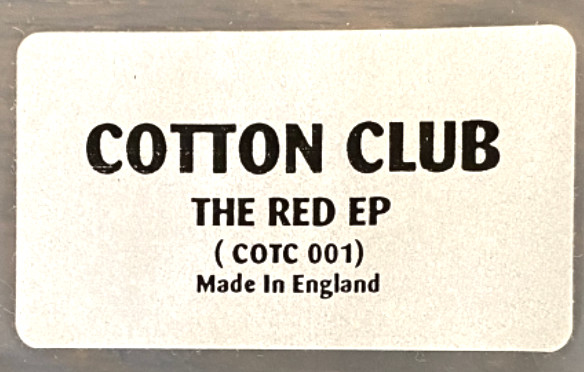 COTTON CLUB
THE RED EP
( COTC 001)
Made In England